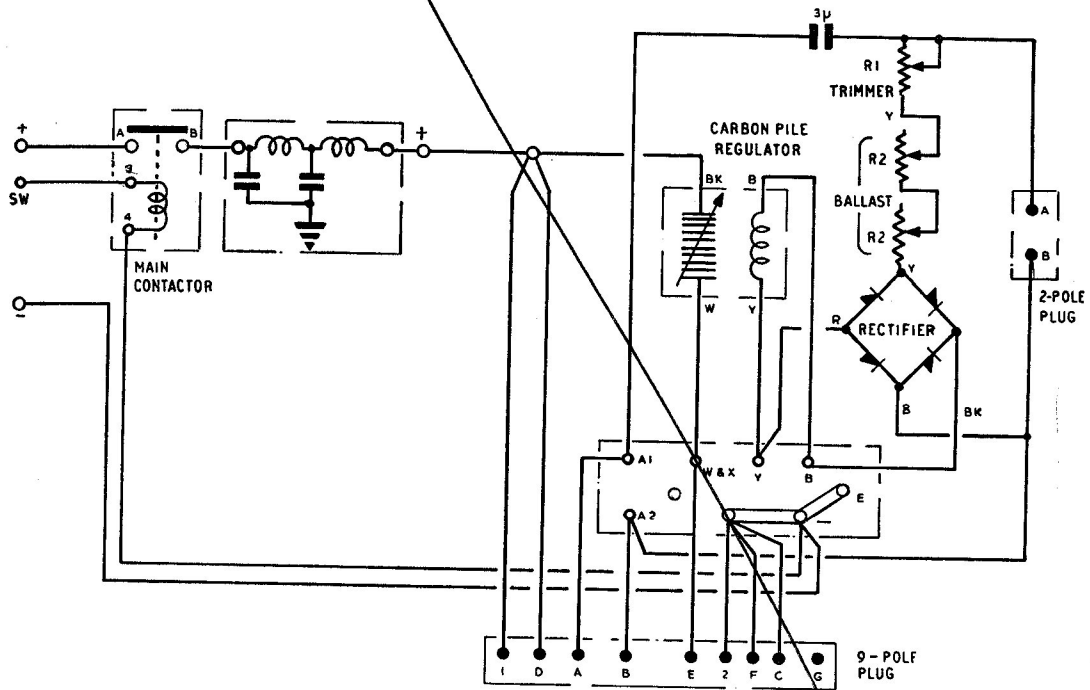 3µ
R1
TRIMMER
Y
CARBON PILE
REGULATOR
+
A
B
+
R2
3
SW
BK
B
BALLAST
A
4
R2
B
MAIN
CONTACTOR
Y
2-POLE
PLUG
-
W
Y
R
RECTIFIER
B
BK
A1
W & X
Y
B
E
A2
-
9-POLE
PLUG
1
D
A
B
E
2
F
C
G